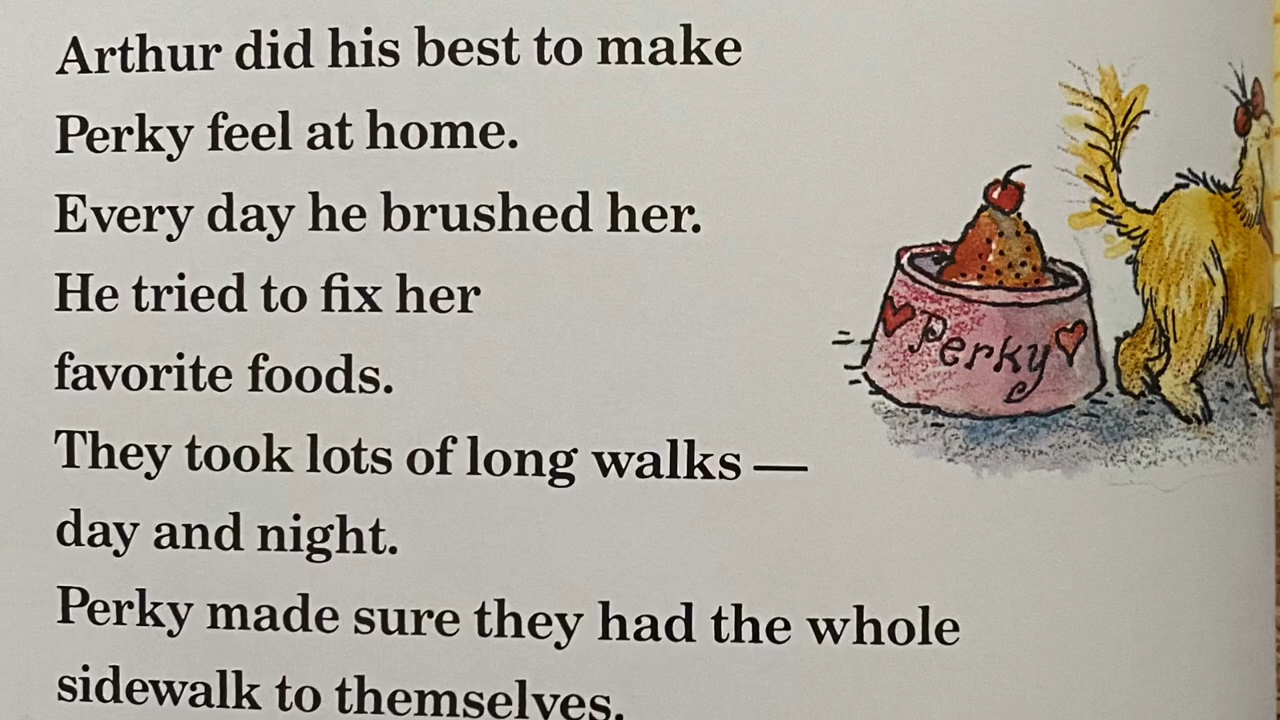 Arthur did his best to make
Perky feel at home.
Every day he brushed her.
He tried to fix her
favorite foods.
They took lots of long walks —
day and night.
Perky made sure they had the whole
sidewalk to themselves.
Perky